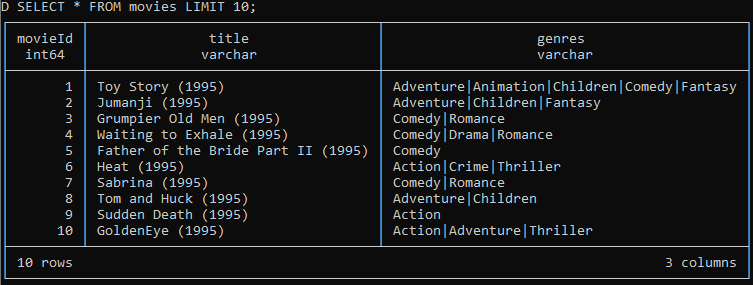 D SELECT * FROM movies LIMIT 10;
movieId title genres
int64 varchar varchar
1 Toy Story (1995) Adventure|Animation|Children|Comedy|Fantasy
2 Jumanji (1995) Adventure|Children|Fantasy
3 Grumpier Old Men (1995) Comedy|Romance
4 Waiting to Exhale (1995) Comedy|Drama|Romance
5 Father of the Bride Part II (1995) Comedy
6 Heat (1995) Action|Crime|Thriller
7 Sabrina (1995) Comedy|Romance
8 Tom and Huck (1995) Adventure|Children
9 Sudden Death (1995) Action
10 GoldenEye (1995) Action|Adventure|Thriller
10 rows 3 columns